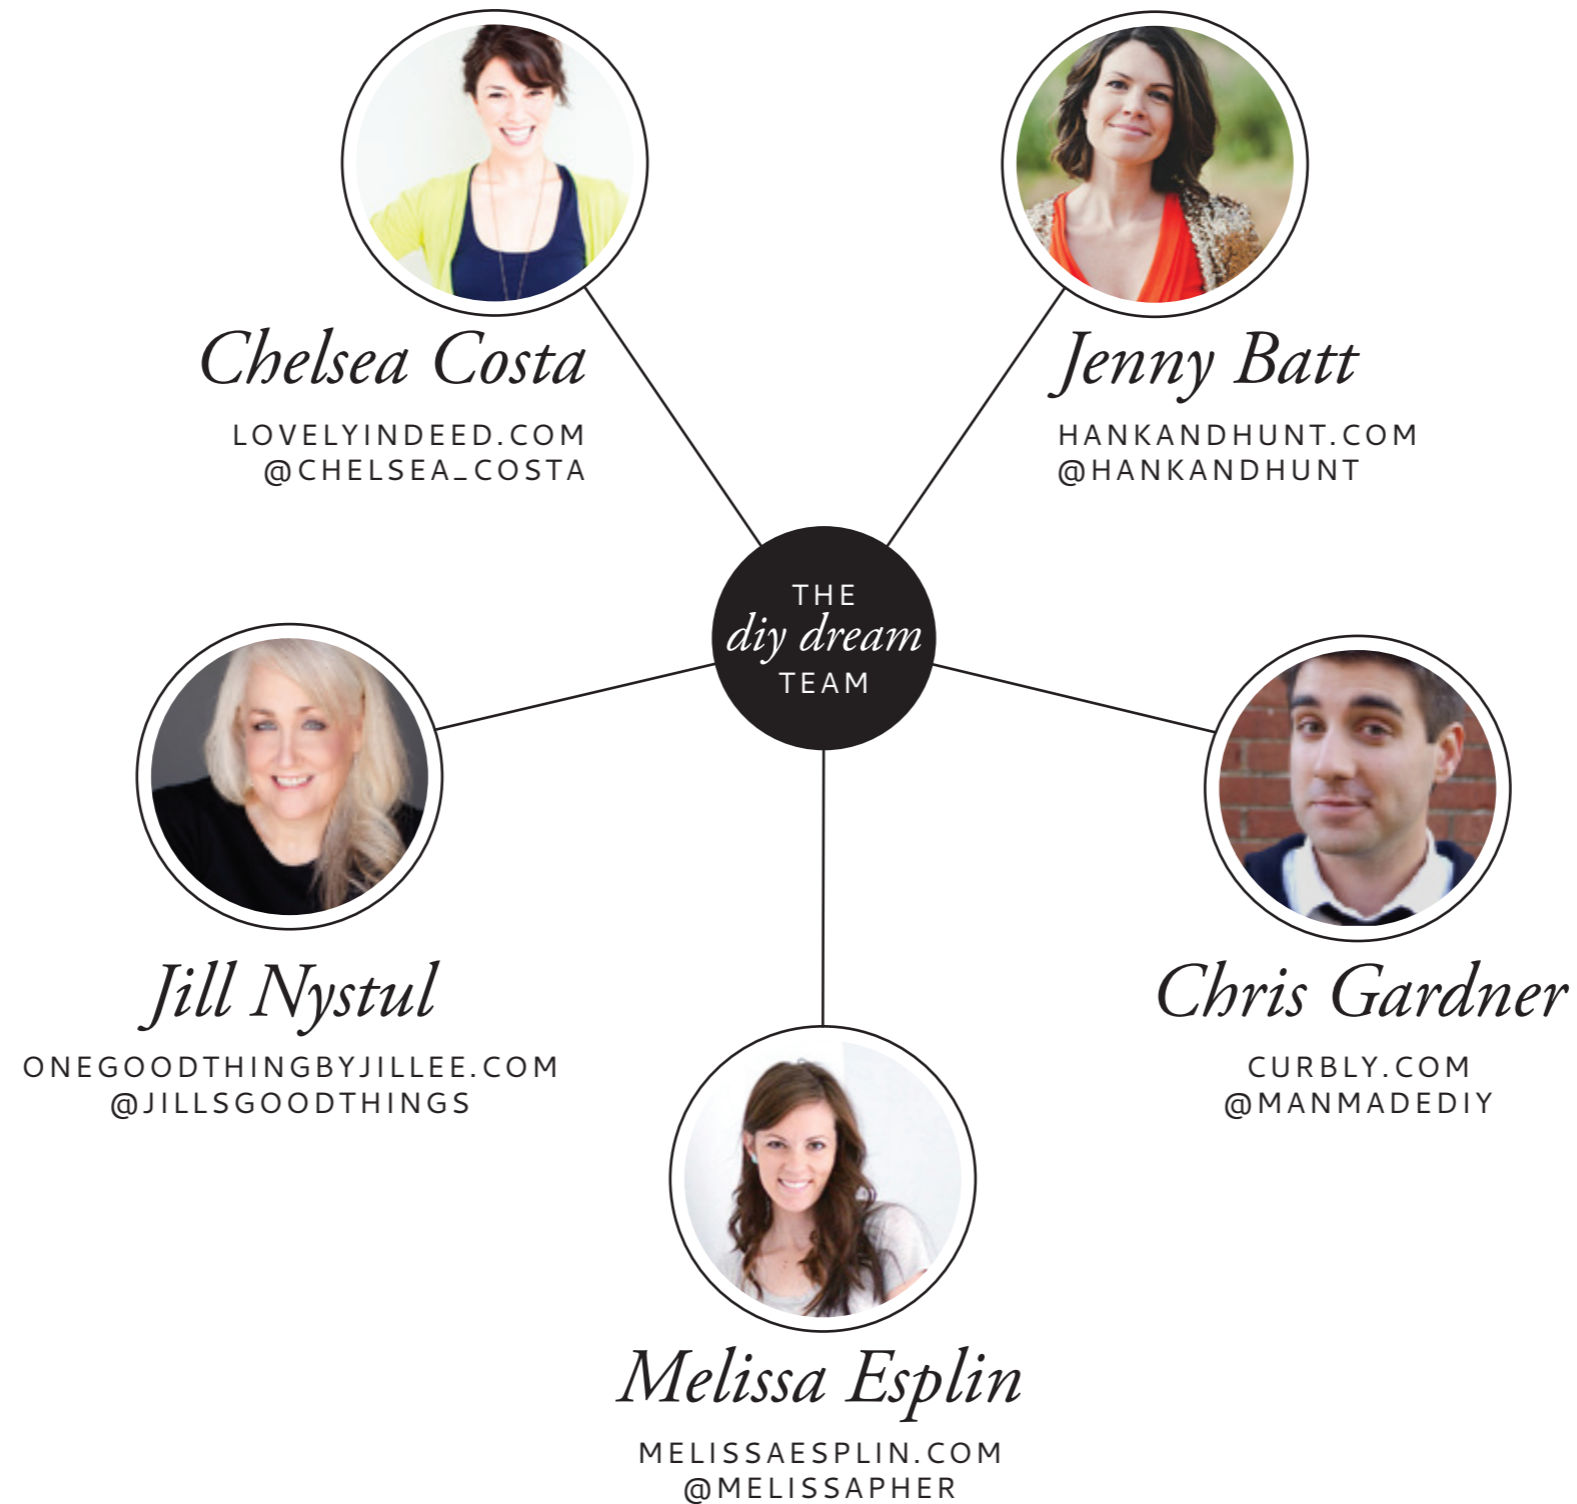 Chelsea Costa
LOVELYINDEED.COM
@CHELSEA_COSTA
Jenny Batt
HANKANDHUNT.COM
@HANKANDHUNT
THE
diy dream
TEAM
Jill Nystul
ONEGOODTHINGBYJILLEE.COM
@JILLSGOODTHINGS
Chris Gardner
CURBLY.COM
@MANMADEDIY
Melissa Esplin
MELISSAESPLIN.COM
@MELISSAPHER